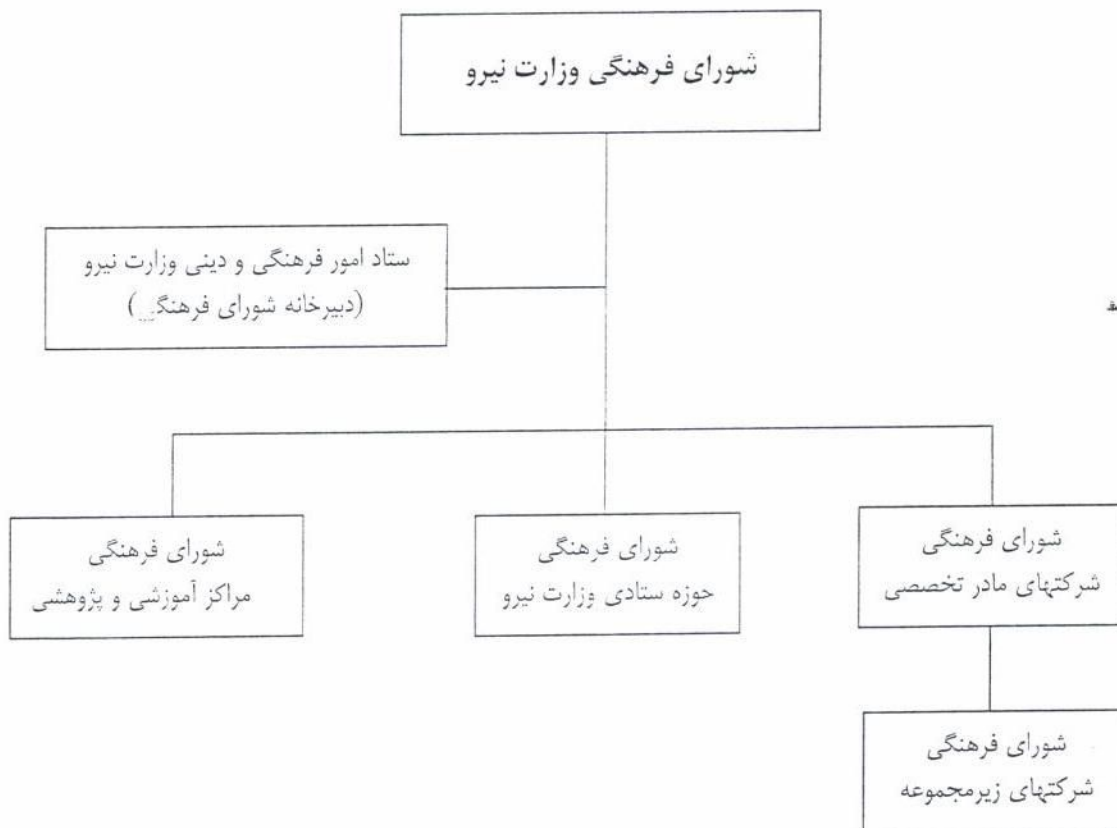 شورای فرهنگی وزارت نیرو
ستاد امور فرهنگی و دینی وزارت نیرو
(دبیرخانه شورای فرهنگی)
شورای فرهنگی
شرکتهای مادر تخصصی
شورای فرهنگی
حوزه ستادی وزارت نیرو
شورای فرهنگی
مراکز آموزشی و پژوهشی
شورای فرهنگی
شرکتهای زیرمجموعه